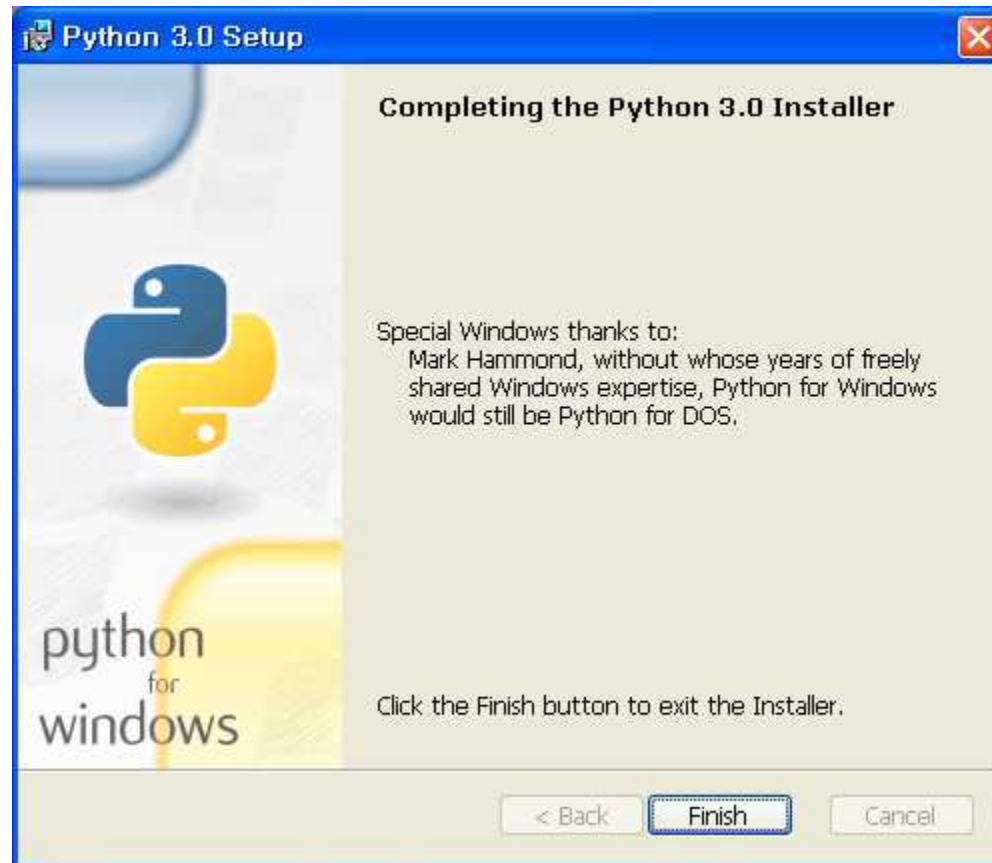 Python 3.0 Setup
Completing the Python 3.0 Installer
Special Windows thanks to:
Mark Hammond, without whose years of freely
shared Windows expertise, Python for Windows
would still be Python for DOS.
python
for
windows
Click the Finish button to exit the Installer.
< Back
Finish
Cancel